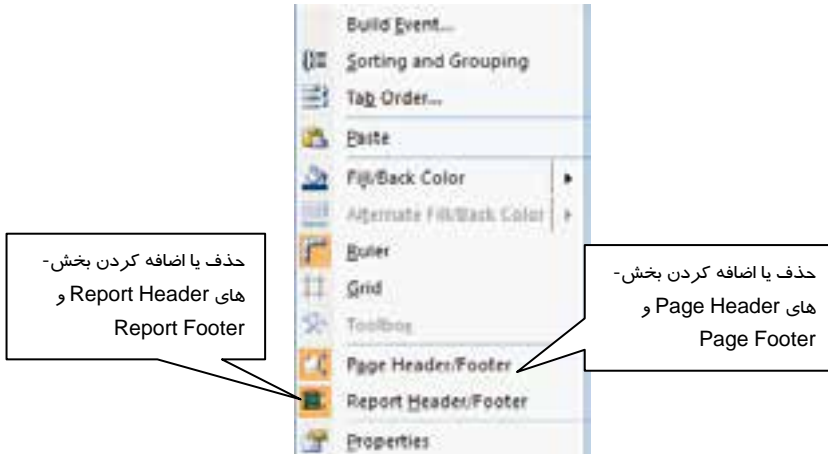 Build Event...
Sorting and Grouping
Tab Order...
Paste
Fill/Back Color
Alternate Fill/Back Color
Ruler
Grid
Toolbox
Page Header/Footer
Report Header/Footer
Properties
حذف یا اضافه کردن بخش-
های Report Header و
Report Footer
حذف یا اضافه کردن بخش-
های Page Header و
Page Footer